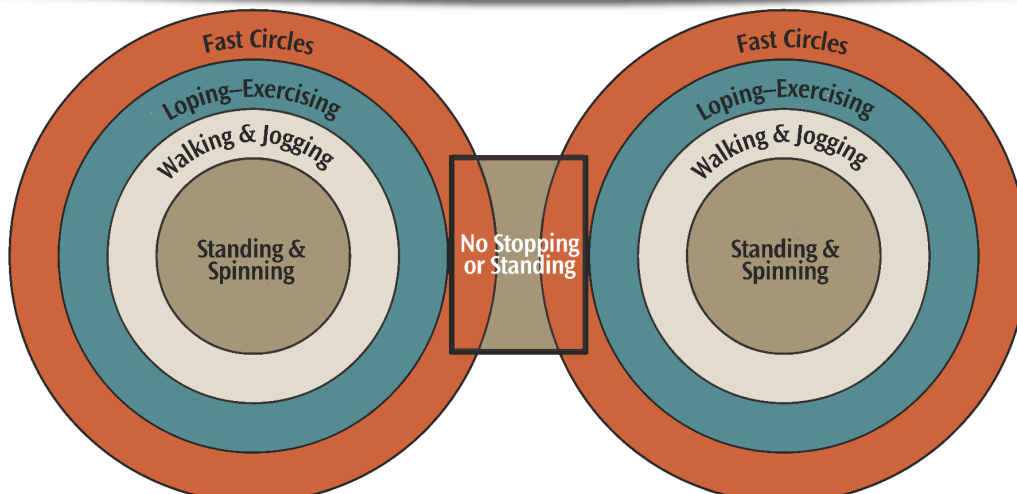 Fast Circles
Loping–Exercising
Walking & Jogging
Standing &
Spinning
No Stopping
or Standing
Fast Circles
Loping–Exercising
Walking & Jogging
Standing &
Spinning